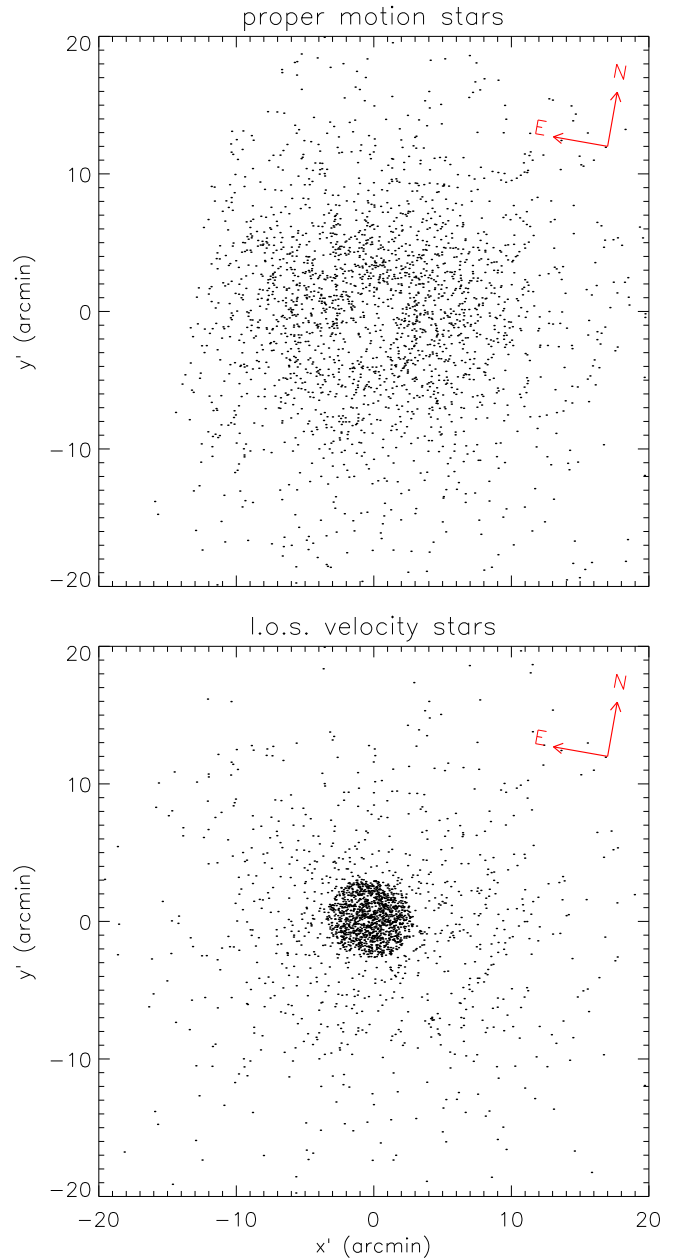 proper motion stars
20
N
E
10
y' (arcmin)
0
−10
−20
l.o.s. velocity stars
20
N
E
10
y' (arcmin)
0
−10
−20
−20 −10 0 10 20
x' (arcmin)